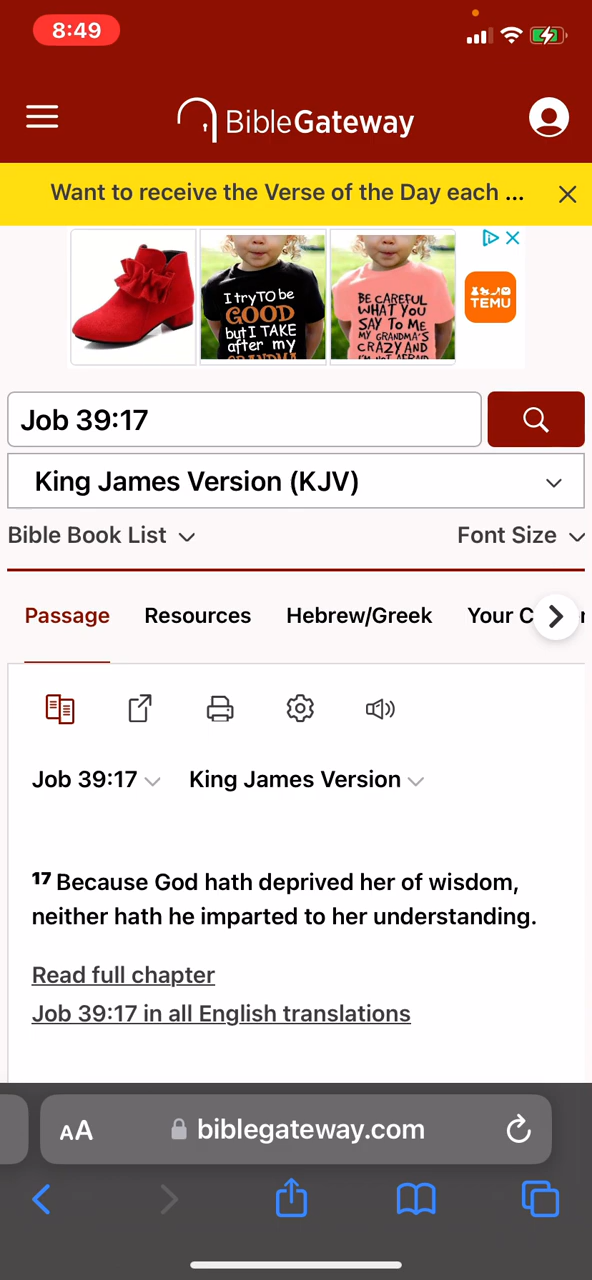 8:49
BibleGateway
Want to receive the Verse of the Day each ...
I tryTO be
GOOD
but I TAKE
after my
GRANDMA
BE CAREFUL
WHAT YOU
SAY To ME
MY GRANDMA'S
CRAZY AND
I'M NOT AFRAID
TEMU
Job 39:17
King James Version (KJV)
Bible Book List
Font Size
Passage
Resources
Hebrew/Greek
Your C
Job 39:17
King James Version
17 Because God hath deprived her of wisdom,
neither hath he imparted to her understanding.
Read full chapter
Job 39:17 in all English translations
AA
biblegateway.com